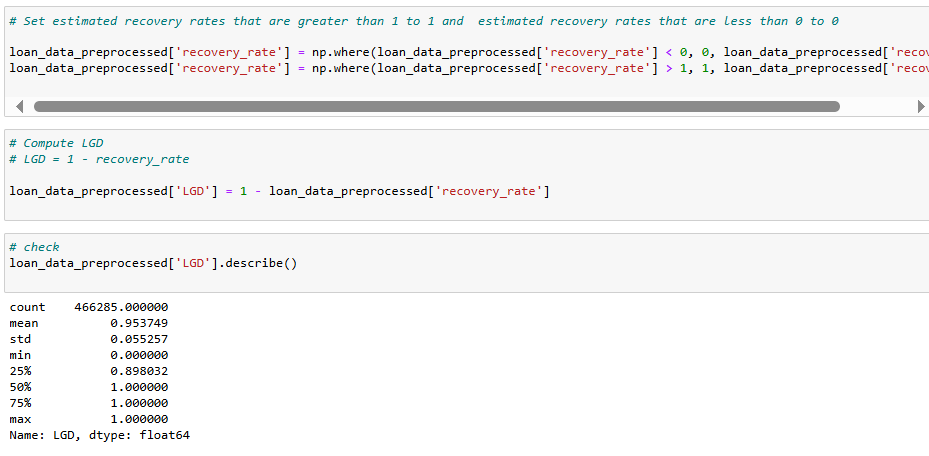 # Set estimated recovery rates that are greater than 1 to 1 and  estimated recovery rates that are less than 0 to 0
loan_data_preprocessed['recovery_rate'] = np.where(loan_data_preprocessed['recovery_rate'] < 0, 0, loan_data_preprocessed['recov
loan_data_preprocessed['recovery_rate'] = np.where(loan_data_preprocessed['recovery_rate'] > 1, 1, loan_data_preprocessed['recov
# Compute LGD
# LGD = 1 - recovery_rate
loan_data_preprocessed['LGD'] = 1 - loan_data_preprocessed['recovery_rate']
# check
loan_data_preprocessed['LGD'].describe()
count    466285.000000
mean          0.953749
std           0.055257
min           0.000000
25%           0.898032
50%           1.000000
75%           1.000000
max           1.000000
Name: LGD, dtype: float64